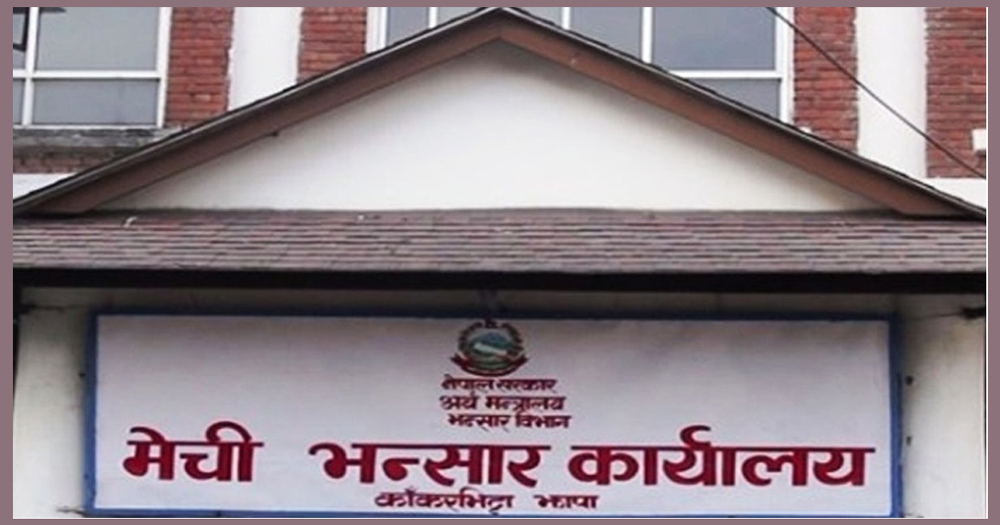 नेपाल सरकार
अर्थ मन्त्रालय
भन्सार विभाग
मेची भन्सार कार्यालय
काँकरभिट्टा झापा